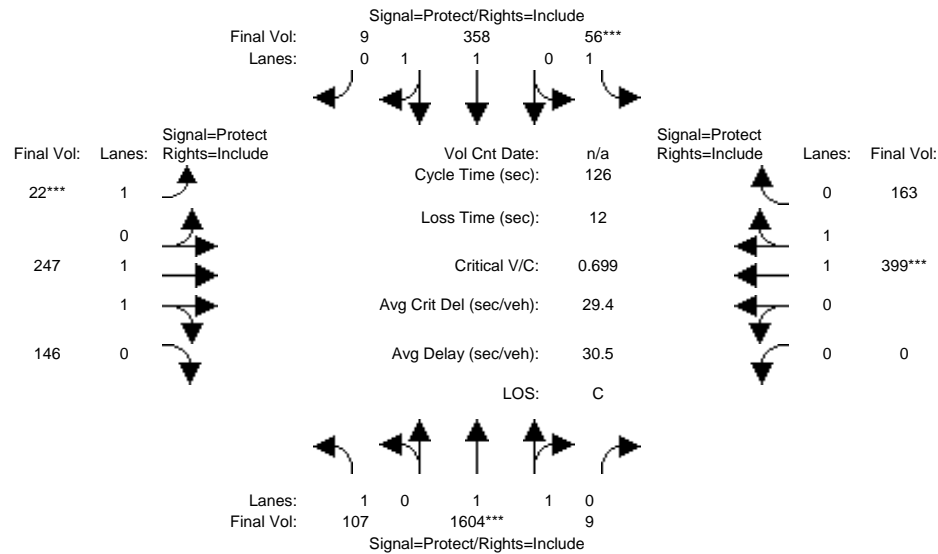 Signal=Protect/Rights=Include
Final Vol: 9 358 56***
Lanes: 0 1 1 0 1
Signal=Protect
Final Vol: Lanes: Rights=Include
Vol Cnt Date: n/a
Signal=Protect
Rights=Include Lanes: Final Vol:
Cycle Time (sec): 126
22*** 1
0 163
Loss Time (sec): 12
0
1
247 1
Critical V/C: 0.699
1 399***
1
Avg Crit Del (sec/veh): 29.4
0
146 0
Avg Delay (sec/veh): 30.5
0 0
LOS: C
Lanes: 1 0 1 1 0
Final Vol: 107 1604*** 9
Signal=Protect/Rights=Include